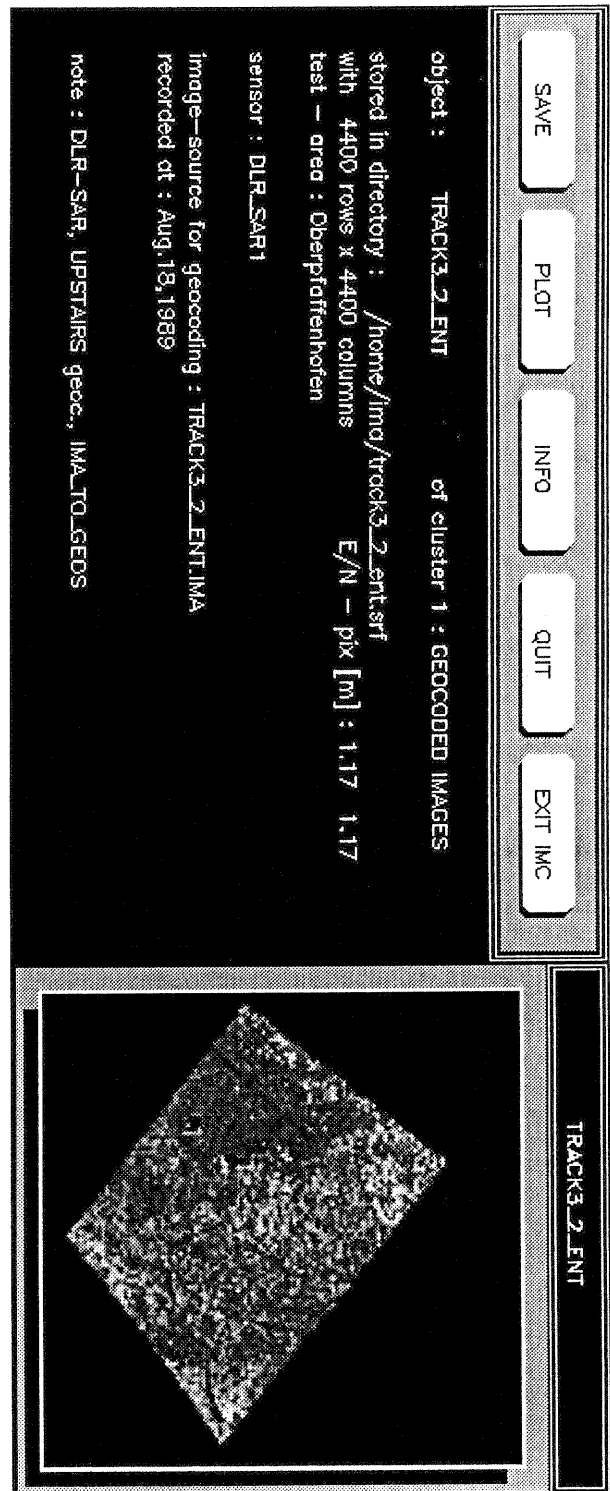 SAVE PLOT INFO QUIT EXIT IMC
TRACK3_2_ENT
object : TRACK3_2_ENT of cluster 1 : GEOCODED IMAGES
stored in directory : /home/ima/track3_2_ent.srf
with 4400 rows x 4400 columns E/N - pix [m] : 1.17 1.17
test - area : Oberpfaffenhofen
sensor : DLR_SAR1
image-source for geocoding : TRACK3_2_ENT.IMA
recorded at : Aug.18,1989
note : DLR-SAR, UPSTAIRS geoc., IMA_TO_GEDS